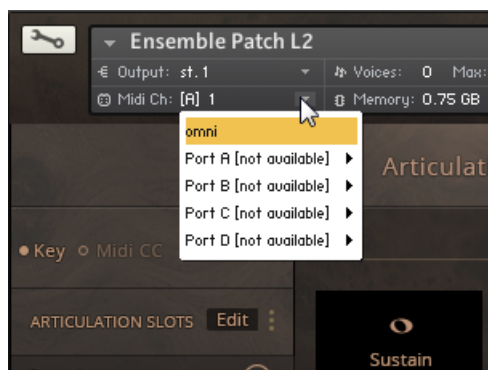 Ensemble Patch L2
Output: st.1
Voices: 0 Max:
Midi Ch: [A] 1
Memory: 0.75 GB
omni
Port A [not available]
Port B [not available]
Port C [not available]
Port D [not available]
Articulat
Key Midi CC
ARTICULATION SLOTS Edit
Sustain